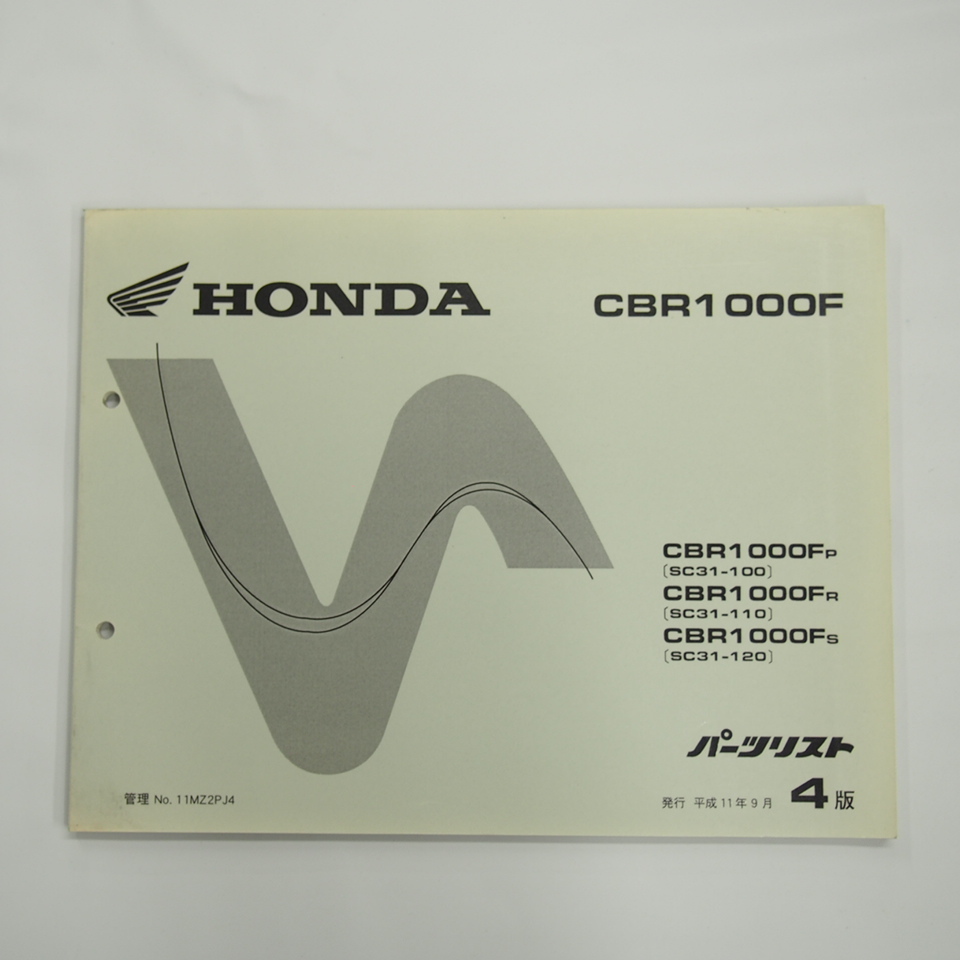 HONDA
CBR1000F
CBR1000FP
〔SC31-100〕
CBR1000FR
〔SC31-110〕
CBR1000FS
〔SC31-120〕
パーツリスト
管理 No. 11MZ2PJ4
発行 平成11年9月 4版